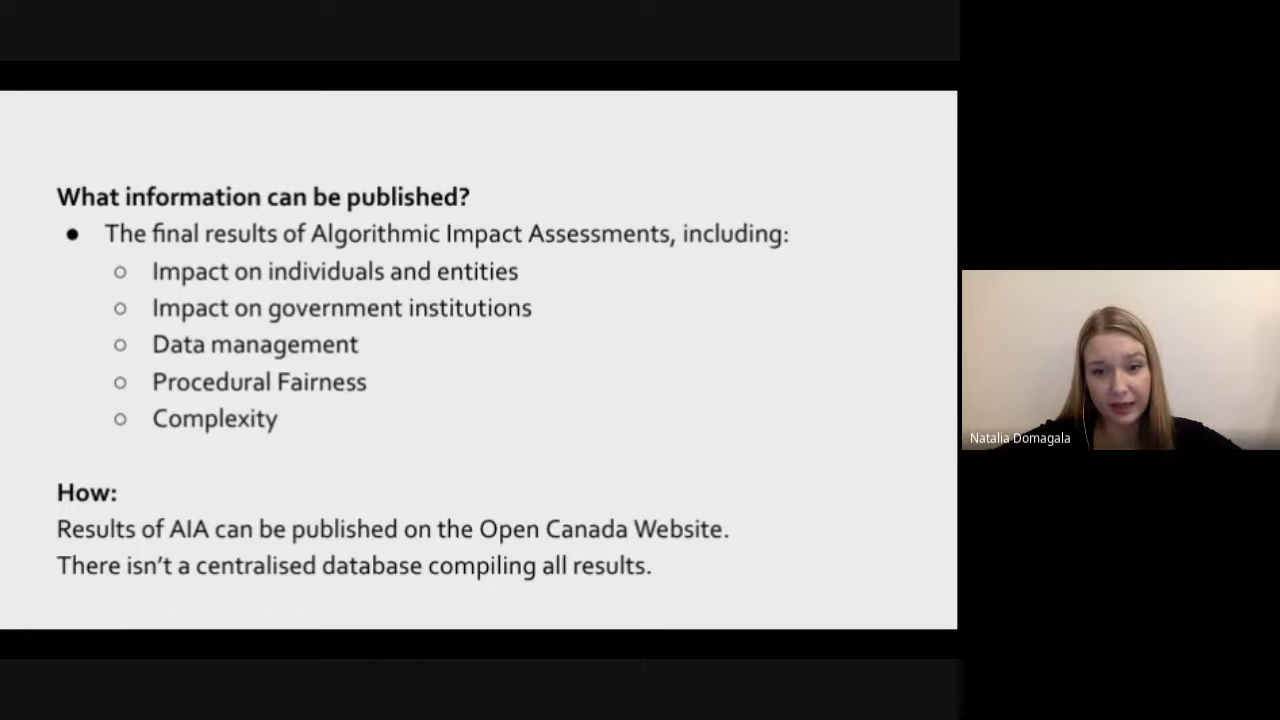 What information can be published?
● The final results of Algorithmic Impact Assessments, including:
○ Impact on individuals and entities
○ Impact on government institutions
○ Data management
○ Procedural Fairness
○ Complexity
How:
Results of AIA can be published on the Open Canada Website.
There isn’t a centralised database compiling all results.
Natalia Domagala